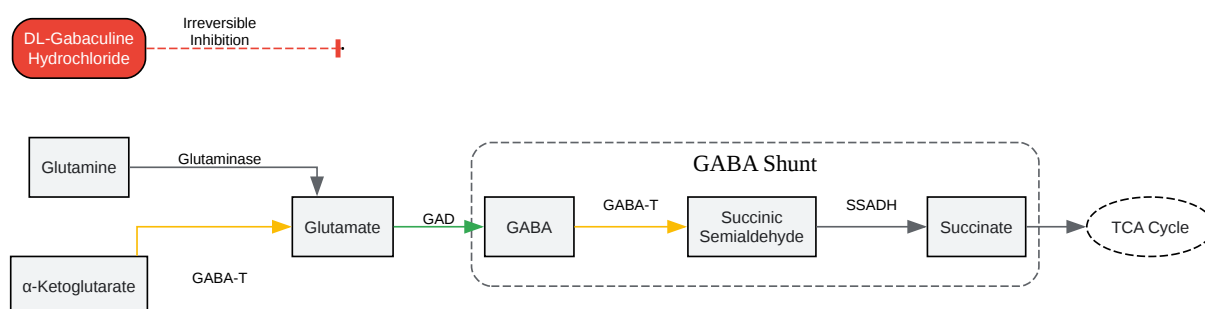 DL-Gabaculine
Hydrochloride
Irreversible
Inhibition
Glutamine
Glutaminase
GABA Shunt
Glutamate
GAD
GABA
GABA-T
Succinic
Semialdehyde
SSADH
Succinate
TCA Cycle
α-Ketoglutarate
GABA-T